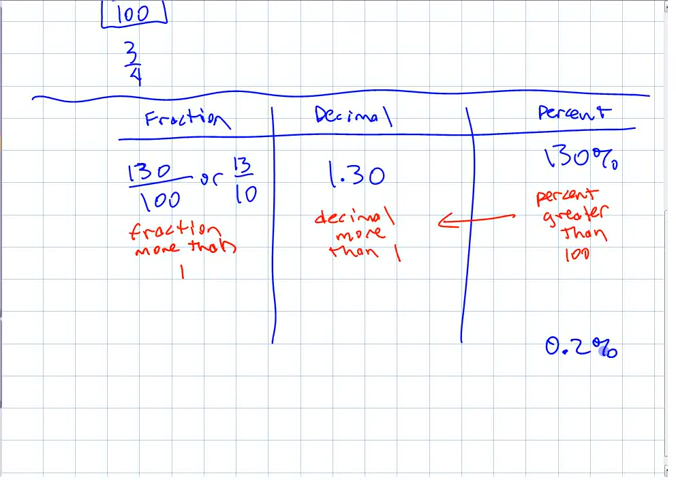 100
3/4
Fraction Decimal Percent
130/100 or 13/10 1.30 130%
fraction more than 1
decimal more than 1
percent greater than 100
0.2%